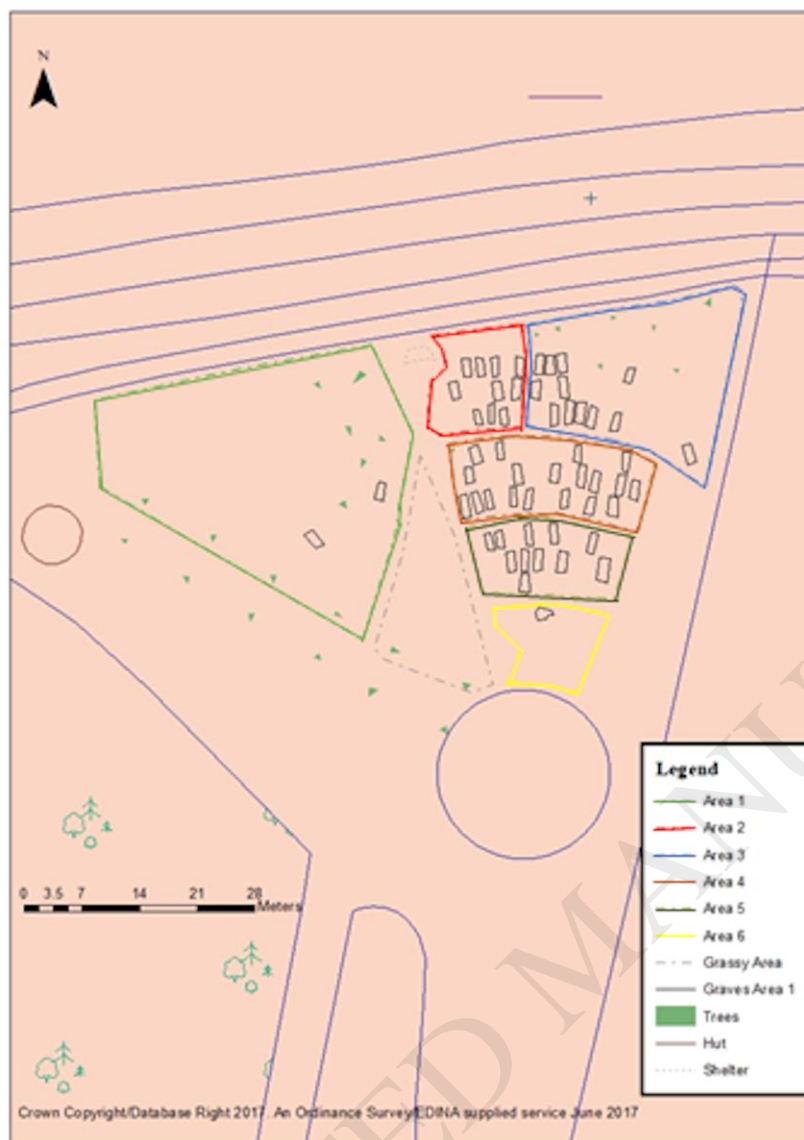 N
Legend
Area 1
Area 2
Area 3
Area 4
Area 5
Area 6
Grassy Area
Graves Area 1
Trees
Hut
Shelter
0 3.5 7 14 21 28
Meters
Crown Copyright/Database Right 2017. An Ordinance Survey/EDINA supplied service June 2017